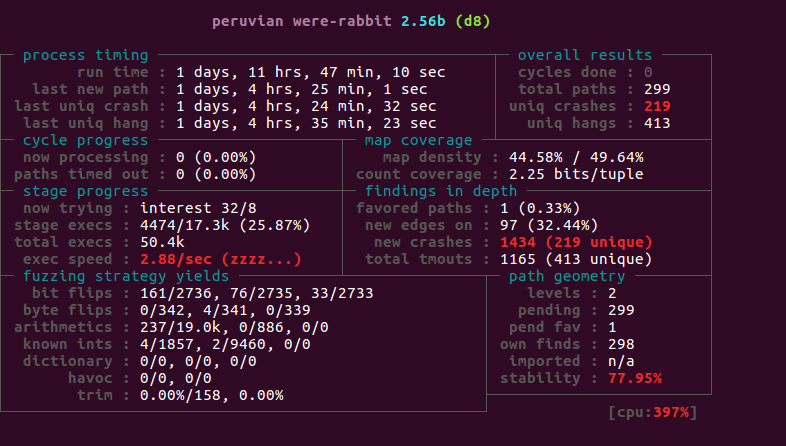 peruvian were-rabbit 2.56b (d8)
process timing overall results
run time : 1 days, 11 hrs, 47 min, 10 sec cycles done : 0
last new path : 1 days, 4 hrs, 25 min, 1 sec total paths : 299
last uniq crash : 1 days, 4 hrs, 24 min, 32 sec uniq crashes : 219
last uniq hang : 1 days, 4 hrs, 35 min, 23 sec uniq hangs : 413
cycle progress map coverage
now processing : 0 (0.00%) map density : 44.58% / 49.64%
paths timed out : 0 (0.00%) count coverage : 2.25 bits/tuple
stage progress findings in depth
now trying : interest 32/8 favored paths : 1 (0.33%)
stage execs : 4474/17.3k (25.87%) new edges on : 97 (32.44%)
total execs : 50.4k new crashes : 1434 (219 unique)
exec speed : 2.88/sec (zzzz...) total tmouts : 1165 (413 unique)
fuzzing strategy yields path geometry
bit flips : 161/2736, 76/2735, 33/2733 levels : 2
byte flips : 0/342, 4/341, 0/339 pending : 299
arithmetics : 237/19.0k, 0/886, 0/0 pend fav : 1
known ints : 4/1857, 2/9460, 0/0 own finds : 298
dictionary : 0/0, 0/0, 0/0 imported : n/a
havoc : 0/0, 0/0 stability : 77.95%
trim : 0.00%/158, 0.00%
[cpu:397%]